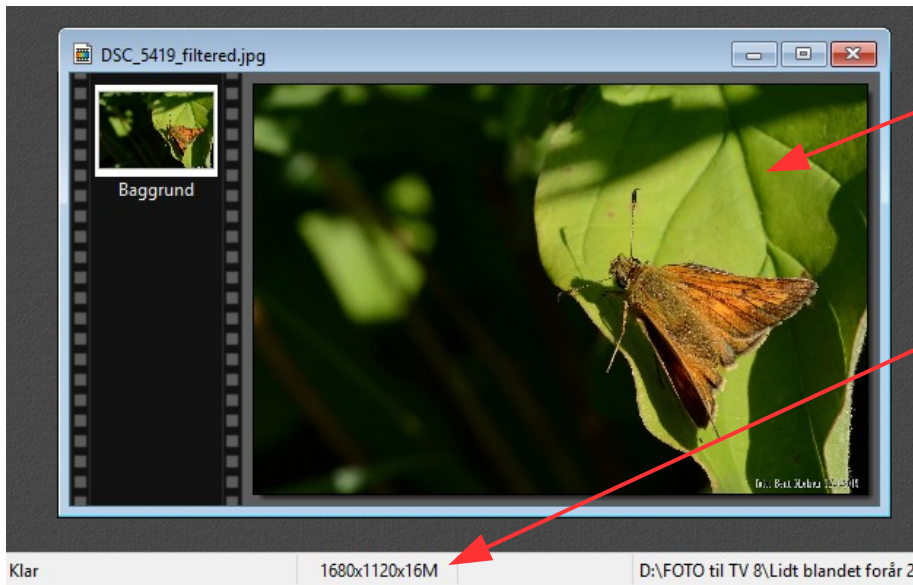 DSC_5419_filtered.jpg
Baggrund
Klar
1680x1120x16M
D:\FOTO til TV 8\Lidt blandet forår 2